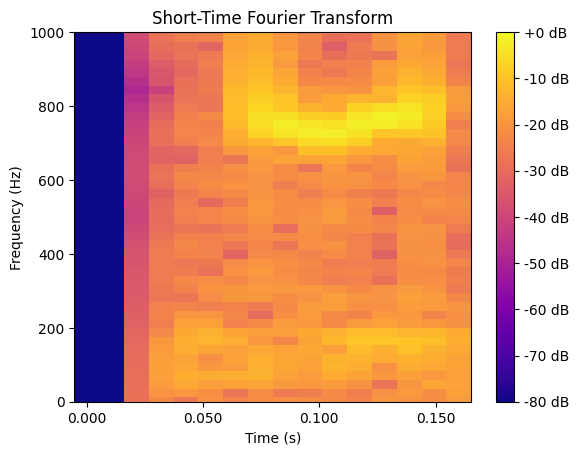 Short-Time Fourier Transform
1000
800
600
400
200
0
Frequency (Hz)
0.000
0.050
0.100
0.150
Time (s)
+0 dB
-10 dB
-20 dB
-30 dB
-40 dB
-50 dB
-60 dB
-70 dB
-80 dB